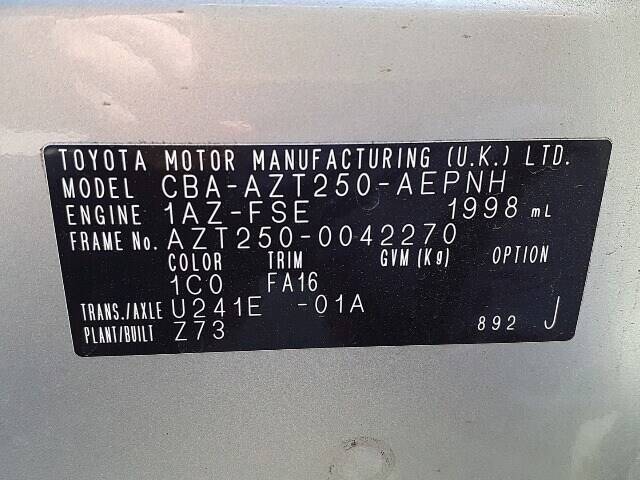 TOYOTA MOTOR MANUFACTURING (U.K.) LTD.
MODEL CBA-AZT250-AEPNH
ENGINE 1AZ-FSE 1998 mL
FRAME No. AZT250-0042270
COLOR TRIM GVM (Kg) OPTION
1C0 FA16
TRANS./AXLE U241E -01A
PLANT/BUILT Z73 892 J